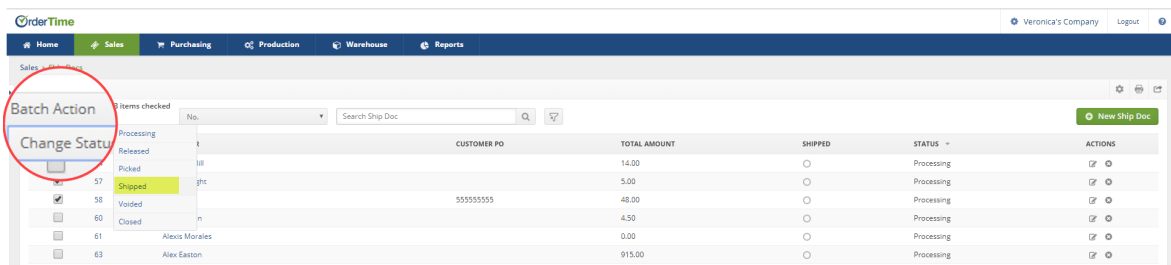 OrderTime
Veronica's Company Logout
Home Sales Purchasing Production Warehouse Reports
Sales
Batch Action 3 items checked
No. Search Ship Doc New Ship Doc
Change Statu
Processing
Released
Picked
Shipped
Voided
Closed
CUSTOMER PO TOTAL AMOUNT SHIPPED STATUS ACTIONS
14.00 Processing
57 5.00 Processing
58 555555555 48.00 Processing
60 4.50 Processing
61 Alexis Morales 0.00 Processing
63 Alex Easton 915.00 Processing